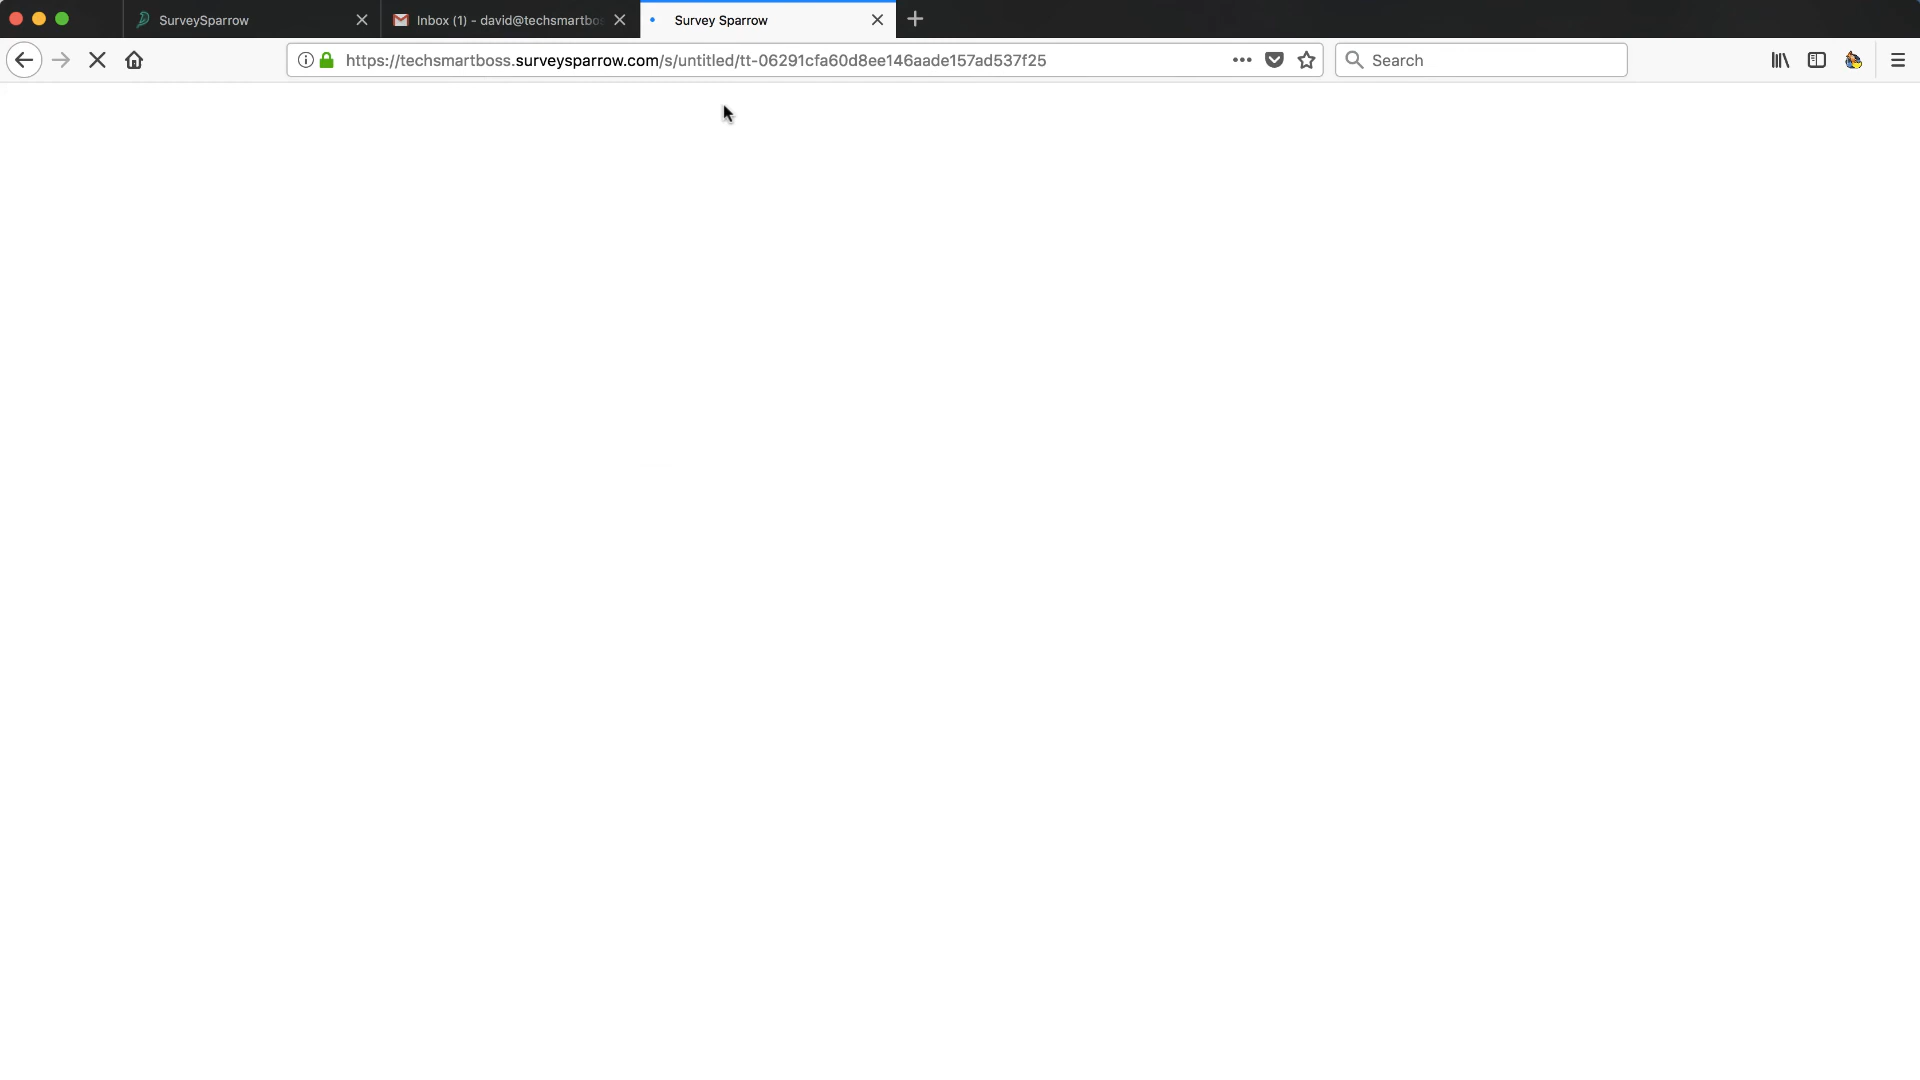 SurveySparrow
Inbox (1) - david@techsmartbo
Survey Sparrow
https://techsmartboss.surveysparrow.com/s/untitled/tt-06291cfa60d8ee146aade157ad537f25
Search